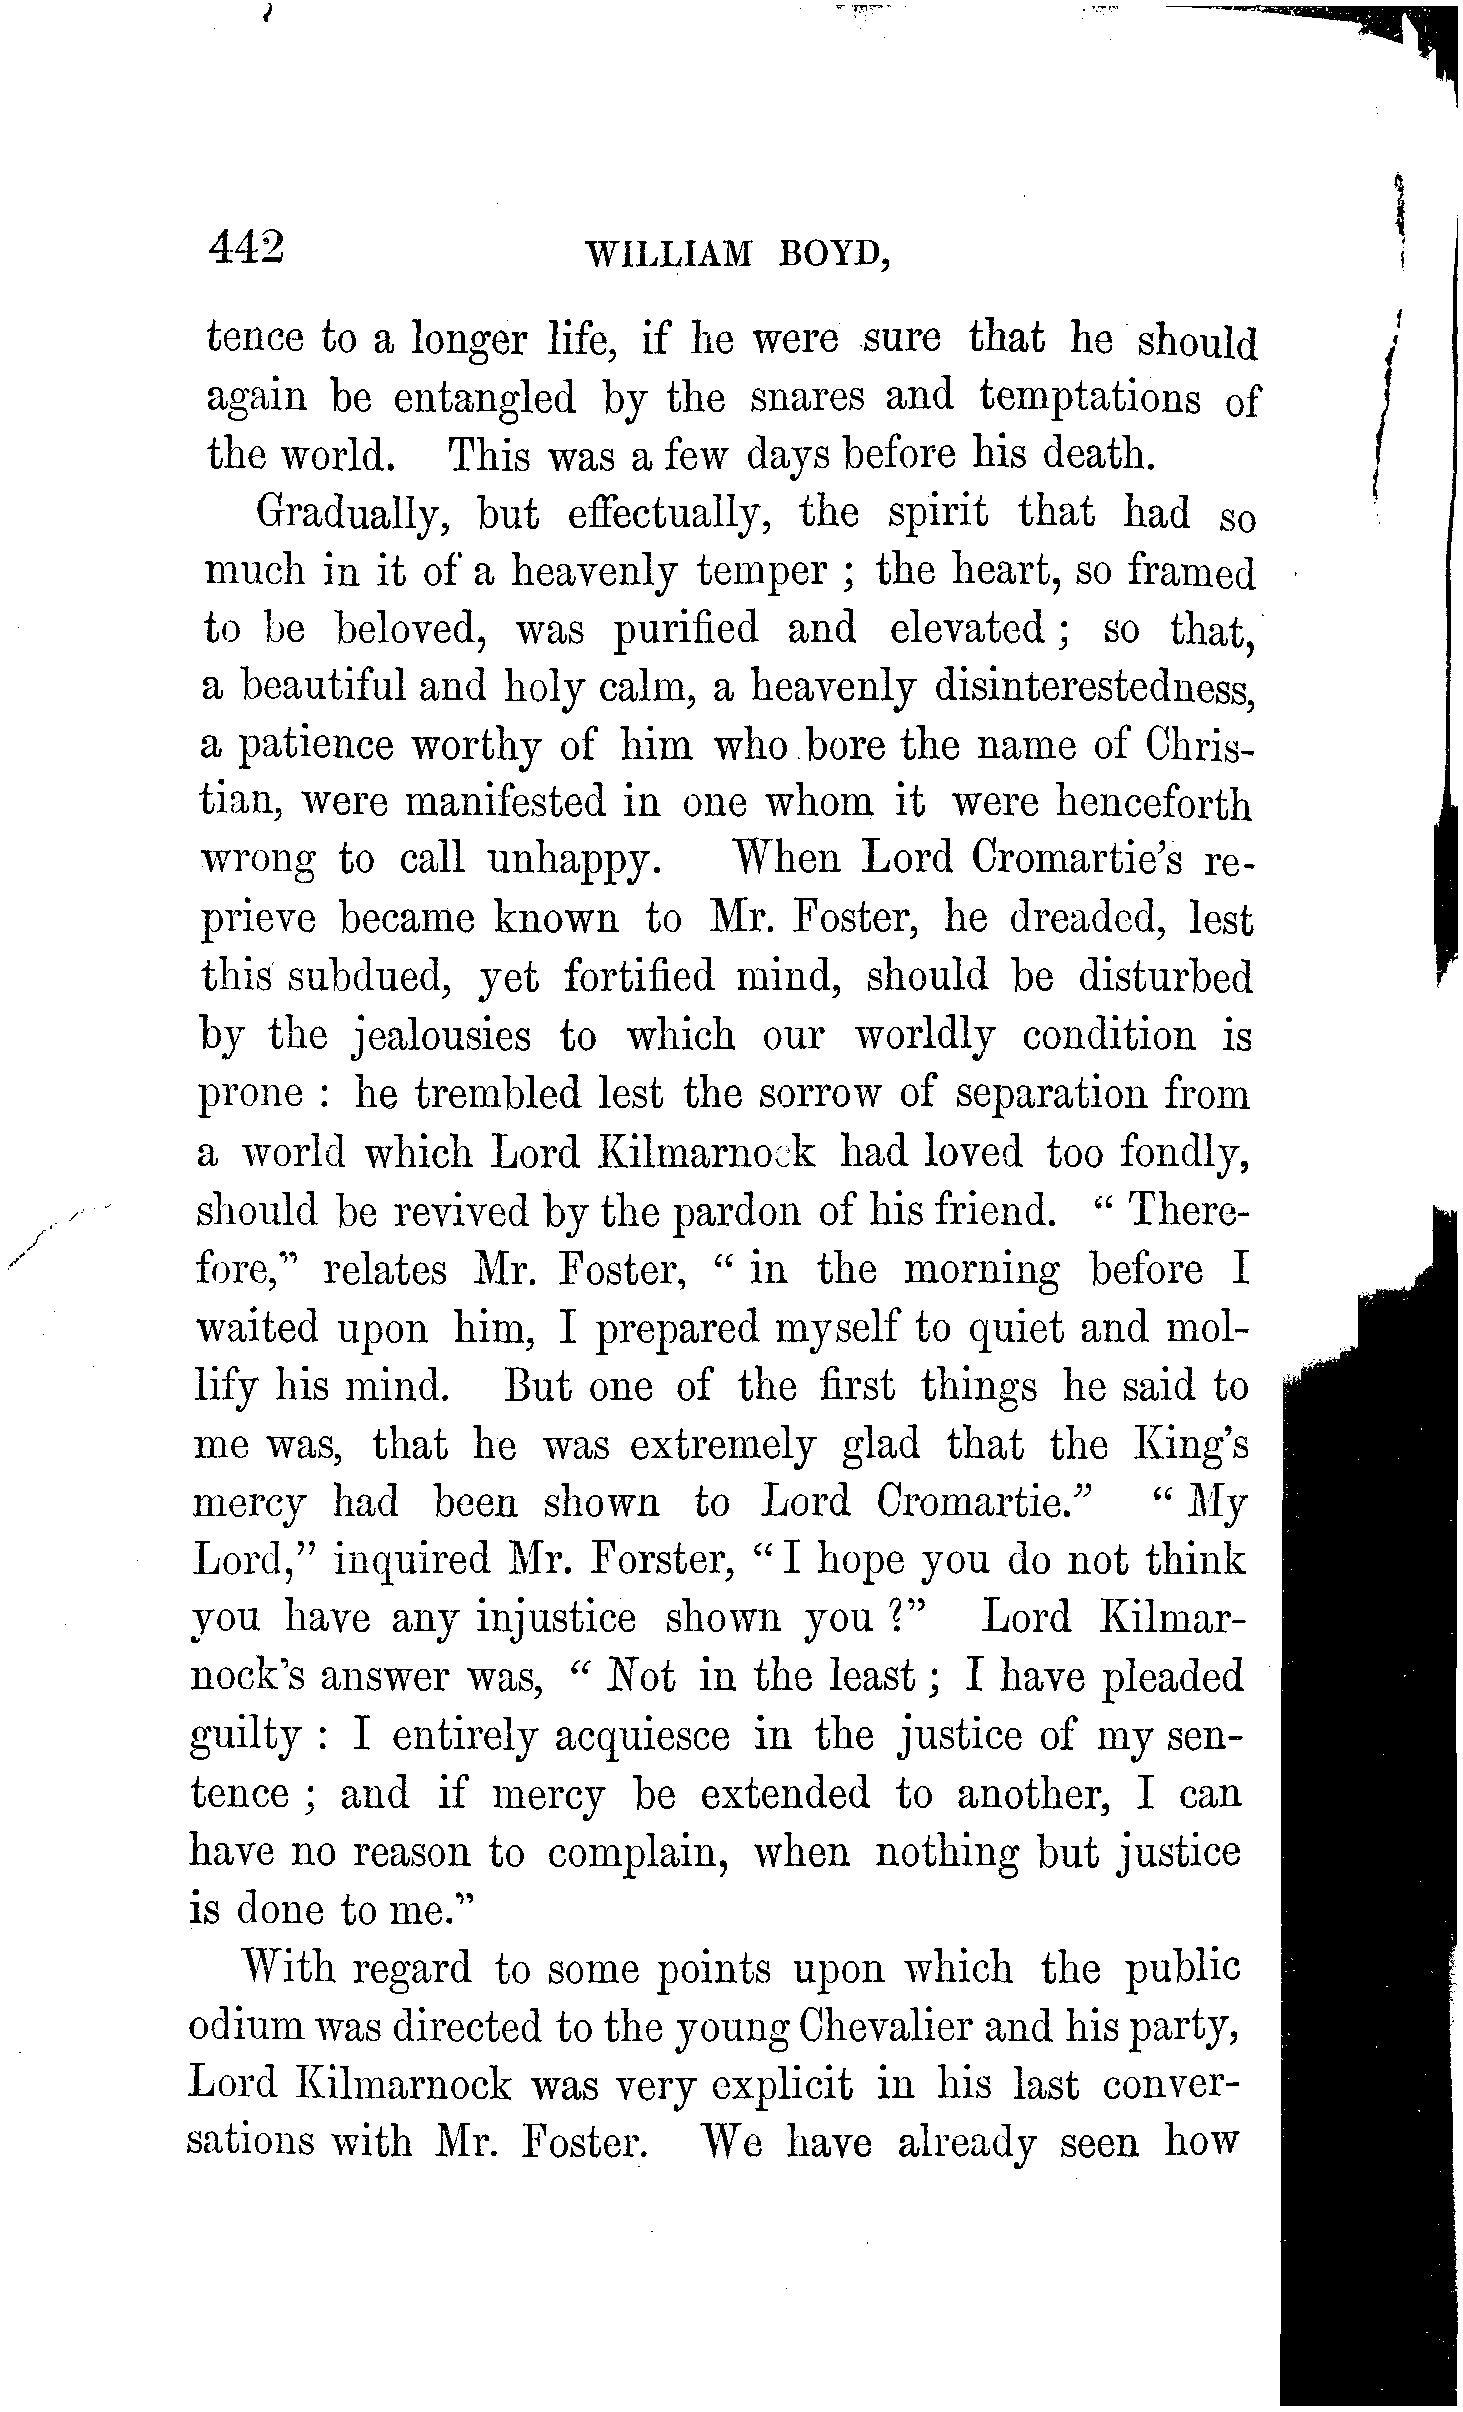 442 WILLIAM BOYD,
tence to a longer life, if he were sure that he should
again be entangled by the snares and temptations of
the world. This was a few days before his death.
Gradually, but effectually, the spirit that had so
much in it of a heavenly temper ; the heart, so framed
to be beloved, was purified and elevated ; so that,
a beautiful and holy calm, a heavenly disinterestedness,
a patience worthy of him who bore the name of Chris-
tian, were manifested in one whom it were henceforth
wrong to call unhappy. When Lord Cromartie's re-
prieve became known to Mr. Foster, he dreaded, lest
this subdued, yet fortified mind, should be disturbed
by the jealousies to which our worldly condition is
prone : he trembled lest the sorrow of separation from
a world which Lord Kilmarnock had loved too fondly,
should be revived by the pardon of his friend. " There-
fore," relates Mr. Foster, " in the morning before I
waited upon him, I prepared myself to quiet and mol-
lify his mind. But one of the first things he said to
me was, that he was extremely glad that the King's
mercy had been shown to Lord Cromartie." " My
Lord," inquired Mr. Forster, " I hope you do not think
you have any injustice shown you ?" Lord Kilmar-
nock's answer was, " Not in the least ; I have pleaded
guilty : I entirely acquiesce in the justice of my sen-
tence ; and if mercy be extended to another, I can
have no reason to complain, when nothing but justice
is done to me."
With regard to some points upon which the public
odium was directed to the young Chevalier and his party,
Lord Kilmarnock was very explicit in his last conver-
sations with Mr. Foster. We have already seen how